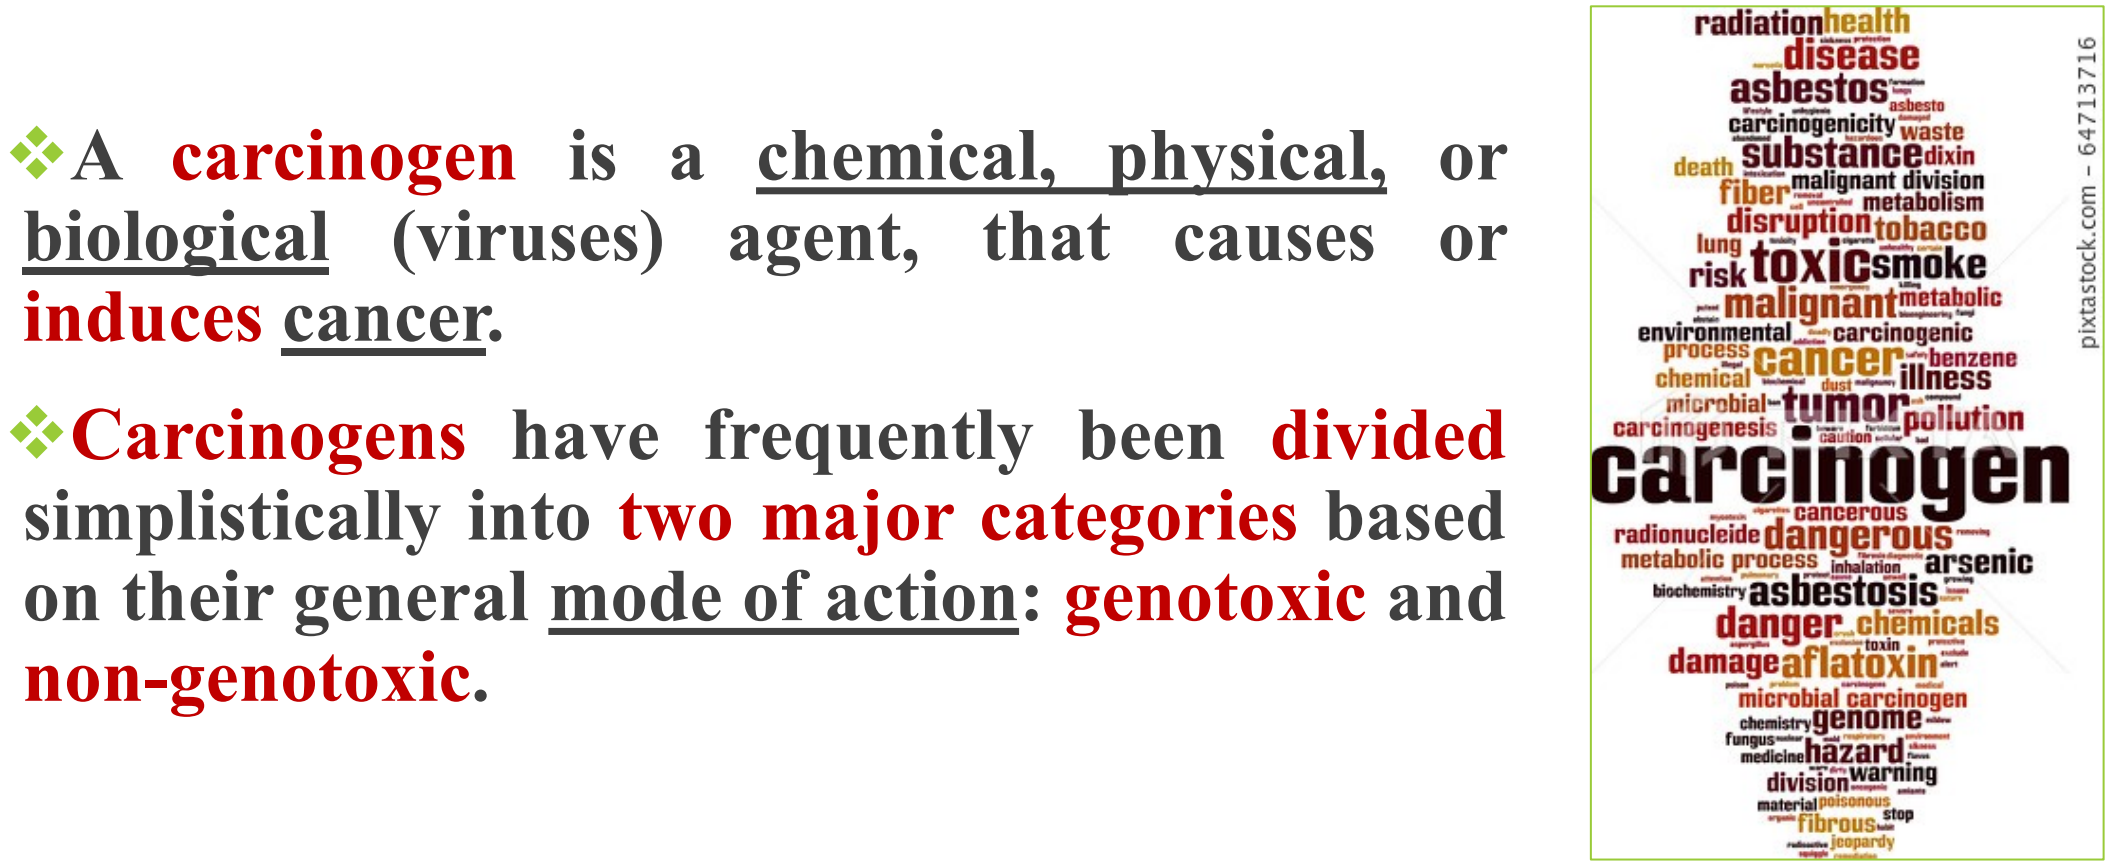 ❖A carcinogen is a chemical, physical, or
biological (viruses) agent, that causes or
induces cancer.
❖Carcinogens have frequently been divided
simplistically into two major categories based
on their general mode of action: genotoxic and
non-genotoxic.
radiation health
disease
asbestos
asbesto
carcinogenicity waste
substance dixin
death malignant division
fiber metabolism
disruption tobacco
lung
risk toxic smoke
malignant metabolic
environmental carcinogenic
process cancer benzene
chemical dust illness
microbial tumor pollution
carcinogenesis caution
carcinogen
cancerous
radionucleide dangerous
metabolic process inhalation arsenic
biochemistry asbestosis
danger chemicals
toxin
damage aflatoxin
microbial carcinogen
chemistry genome
fungus
medicine hazard
division warning
material poisonous
stop
fibrous
jeopardy
pixtastock.com - 64713716